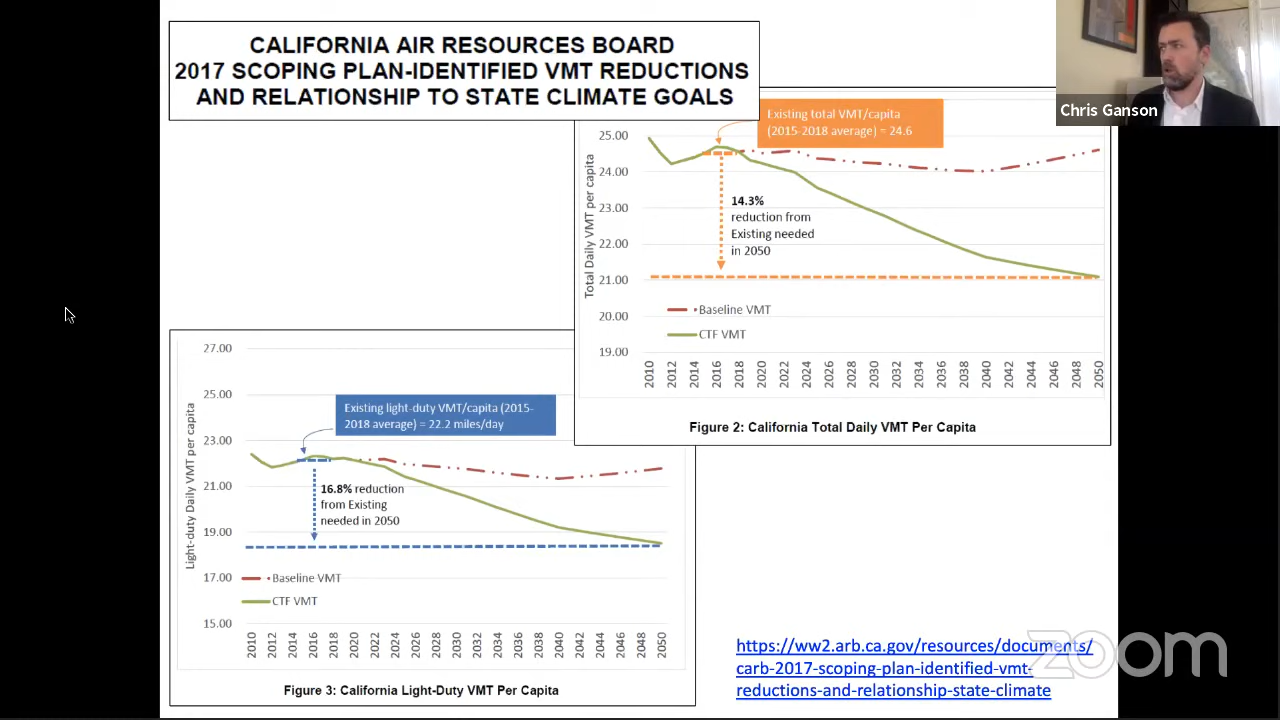 CALIFORNIA AIR RESOURCES BOARD
2017 SCOPING PLAN-IDENTIFIED VMT REDUCTIONS
AND RELATIONSHIP TO STATE CLIMATE GOALS
Chris Ganson
Existing total VMT/capita
(2015-2018 average) = 24.6
Total Daily VMT per capita
25.00
24.00
23.00
22.00
21.00
20.00
19.00
14.3%
reduction from
Existing needed
in 2050
Baseline VMT
CTF VMT
2010 2012 2014 2016 2018 2020 2022 2024 2026 2028 2030 2032 2034 2036 2038 2040 2042 2044 2046 2048 2050
Figure 2: California Total Daily VMT Per Capita
Light-duty Daily VMT per capita
27.00
25.00
23.00
21.00
19.00
17.00
15.00
Existing light-duty VMT/capita (2015-
2018 average) = 22.2 miles/day
16.8% reduction
from Existing
needed in 2050
Baseline VMT
CTF VMT
2010 2012 2014 2016 2018 2020 2022 2024 2026 2028 2030 2032 2034 2036 2038 2040 2042 2044 2046 2048 2050
Figure 3: California Light-Duty VMT Per Capita
https://ww2.arb.ca.gov/resources/documents/
carb-2017-scoping-plan-identified-vmt-
reductions-and-relationship-state-climate
zoom